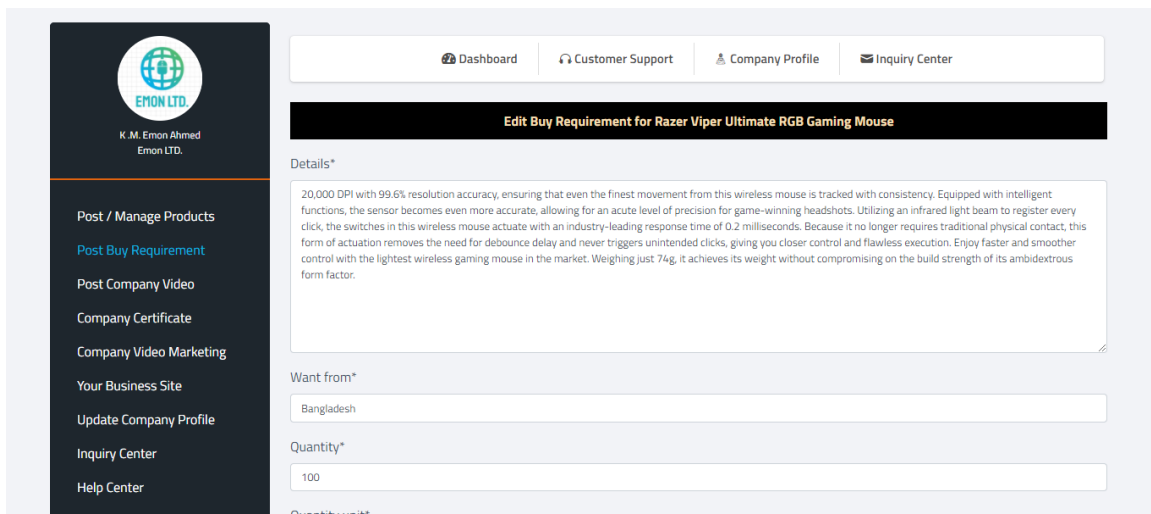 EMON LTD.
K .M. Emon Ahmed
Emon LTD.
Post / Manage Products
Post Buy Requirement
Post Company Video
Company Certificate
Company Video Marketing
Your Business Site
Update Company Profile
Inquiry Center
Help Center
Dashboard
Customer Support
Company Profile
Inquiry Center
Edit Buy Requirement for Razer Viper Ultimate RGB Gaming Mouse
Details*
20,000 DPI with 99.6% resolution accuracy, ensuring that even the finest movement from this wireless mouse is tracked with consistency. Equipped with intelligent
functions, the sensor becomes even more accurate, allowing for an acute level of precision for game-winning headshots. Utilizing an infrared light beam to register every
click, the switches in this wireless mouse actuate with an industry-leading response time of 0.2 milliseconds. Because it no longer requires traditional physical contact, this
form of actuation removes the need for debounce delay and never triggers unintended clicks, giving you closer control and flawless execution. Enjoy faster and smoother
control with the lightest wireless gaming mouse in the market. Weighing just 74g, it achieves its weight without compromising on the build strength of its ambidextrous
form factor.
Want from*
Bangladesh
Quantity*
100
Quantity unit*